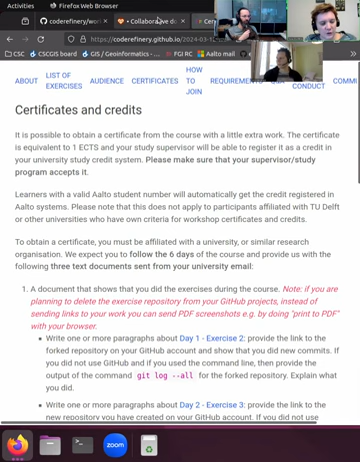 Activities
Firefox Web Browser
coderefinery/wor
Collaborative do
Cer
https://coderefinery.github.io/2024-03-12
CSC
CSCGIS board
GIS / Geoinformatics -
FGI RC
Aalto mail
CSC
ABOUT
LIST OF EXERCISES
AUDIENCE
CERTIFICATES
HOW TO JOIN
REQUIREMENTS
CONDUCT
COMMU
Certificates and credits
It is possible to obtain a certificate from the course with a little extra work. The certificate
is equivalent to 1 ECTS and your study supervisor will be able to register it as a credit in
your university study credit system. Please make sure that your supervisor/study
program accepts it.
Learners with a valid Aalto student number will automatically get the credit registered in
Aalto systems. Please note that this does not apply to participants affiliated with TU Delft
or other universities who have own criteria for workshop certificates and credits.
To obtain a certificate, you must be affiliated with a university, or similar research
organisation. We expect you to follow the 6 days of the course and provide us with the
following three text documents sent from your university email:
1. A document that shows that you did the exercises during the course. Note: if you are
planning to delete the exercise repository from your GitHub projects, instead of
sending links to your work you can send PDF screenshots e.g. by doing "print to PDF"
with your browser.
• Write one or more paragraphs about Day 1 - Exercise 2: provide the link to the
forked repository on your GitHub account and show that you did new commits. If
you did not use GitHub and if you used the command line, then provide the
output of the command git log --all for the forked repository. Explain what
you did.
• Write one or more paragraphs about Day 2 - Exercise 3: provide the link to the
new repository you have created on your GitHub account. If you did not use
zoom